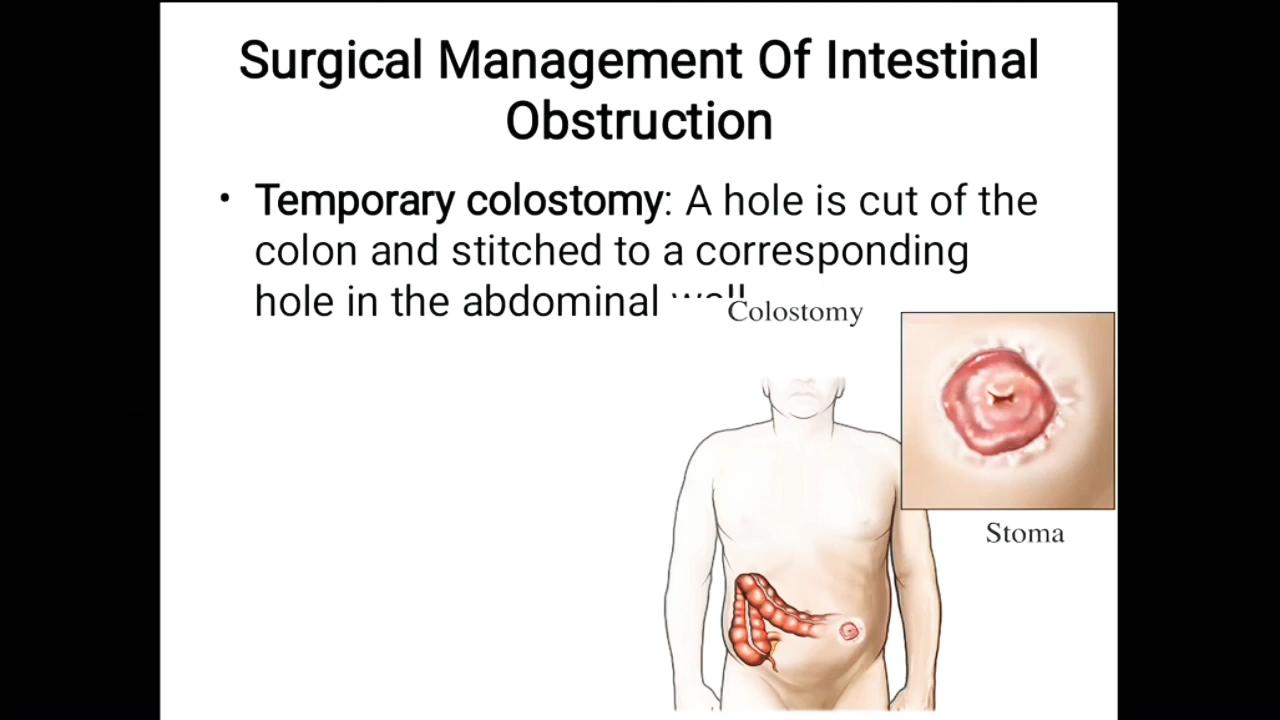 Surgical Management Of Intestinal
Obstruction
• Temporary colostomy: A hole is cut of the
colon and stitched to a corresponding
hole in the abdominal
Colostomy
Stoma